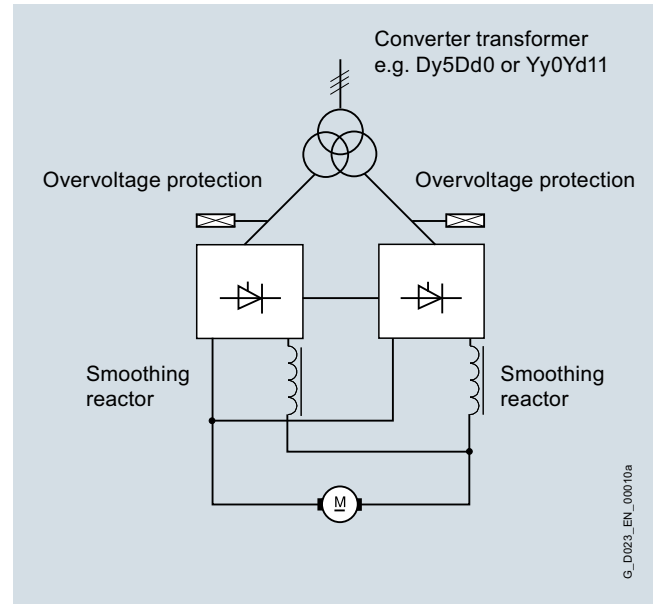 Converter transformer
e.g. Dy5Dd0 or Yy0Yd11
Overvoltage protection
Overvoltage protection
Smoothing
reactor
Smoothing
reactor
M
G_D023_EN_00010a